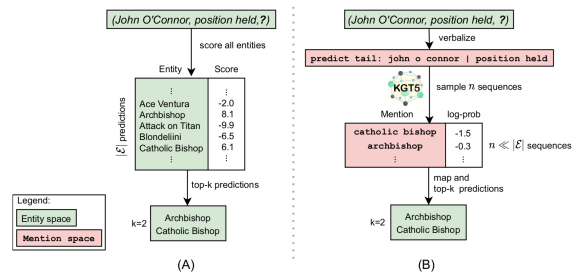 (John O'Connor, position held,?)
score all entities
Entity Score
⋮ ⋮
Ace Ventura -2.0
Archbishop 8.1
Attack on Titan -9.9
Blondeliini -6.5
Catholic Bishop 6.1
⋮ ⋮
|ℰ| predictions
top-k predictions
k=2
Archbishop
Catholic Bishop
Legend:
Entity space
Mention space
(A)
(John O'Connor, position held, ?)
verbalize
predict tail: john o connor | position held
KGT5
sample n sequences
Mention log-prob
catholic bishop -1.5
archbishop -0.3
⋮ ⋮
n ≪ |ℰ| sequences
map and
top-k predictions
k=2
Archbishop
Catholic Bishop
(B)